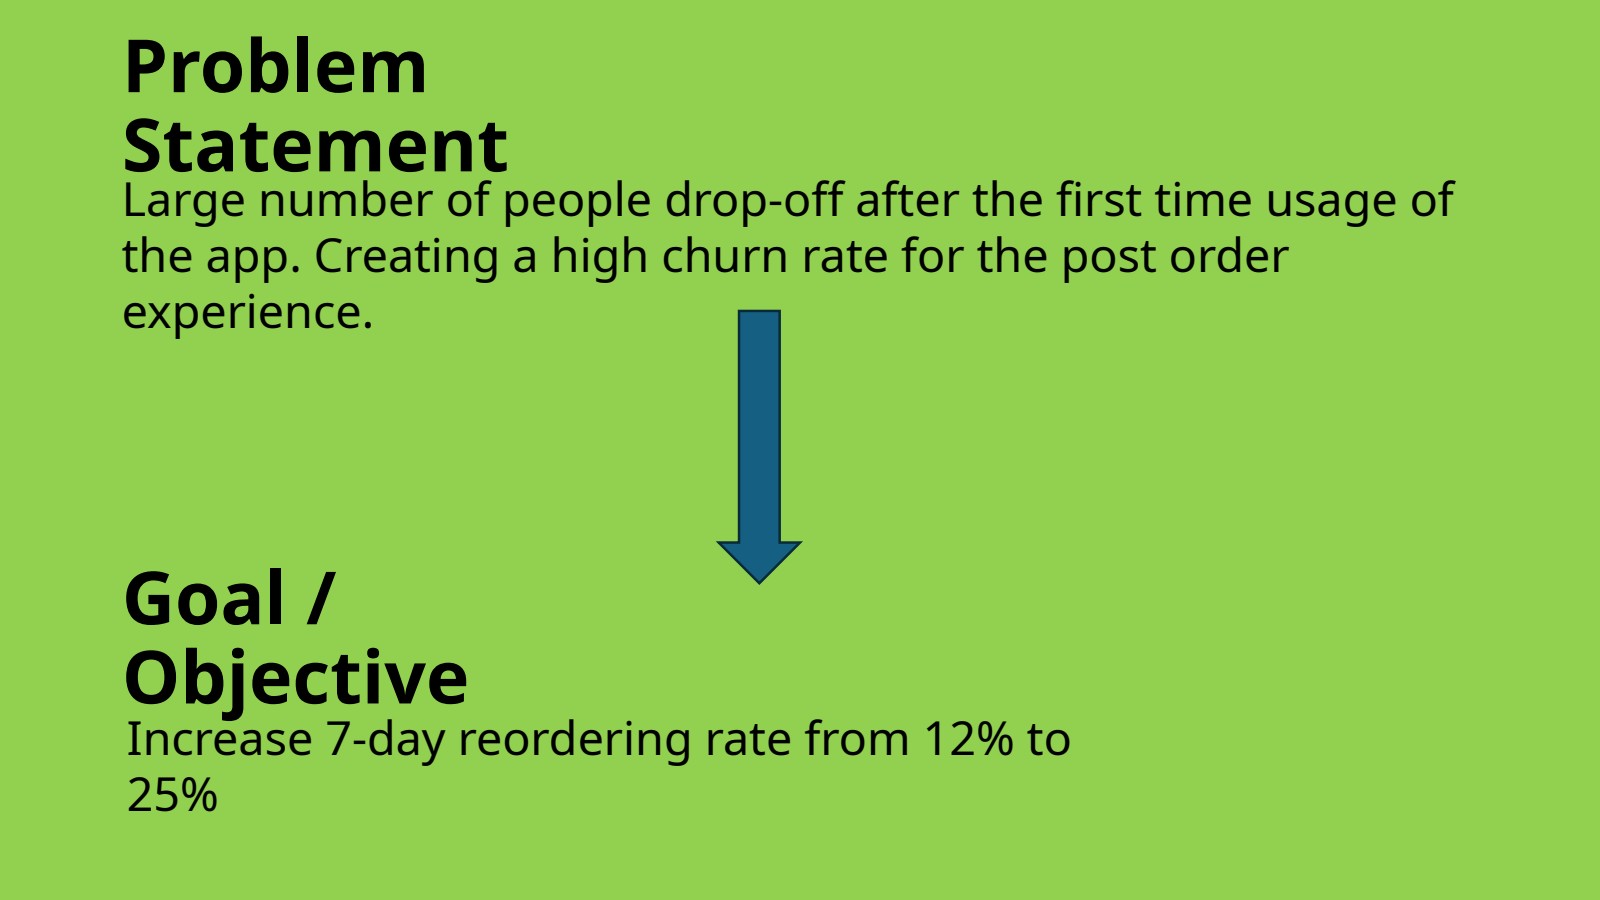 Problem
Statement
Large number of people drop-off after the first time usage of
the app. Creating a high churn rate for the post order
experience.
Goal /
Objective
Increase 7-day reordering rate from 12% to
25%